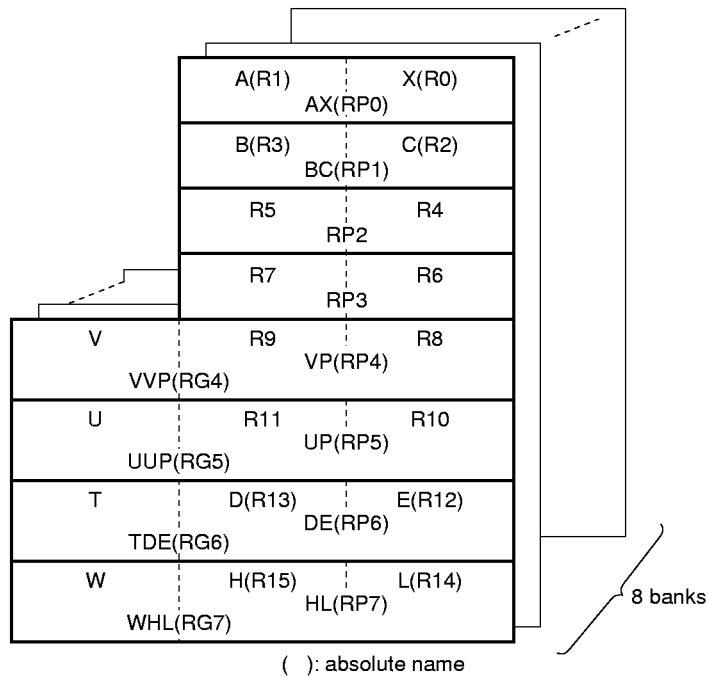 A(R1) X(R0)
AX(RP0)
B(R3) C(R2)
BC(RP1)
R5 R4
RP2
R7 R6
RP3
V R9 R8
VP(RP4)
VVP(RG4)
U R11 R10
UP(RP5)
UUP(RG5)
T D(R13) E(R12)
DE(RP6)
TDE(RG6)
W H(R15) L(R14)
HL(RP7)
8 banks
WHL(RG7)
( ): absolute name